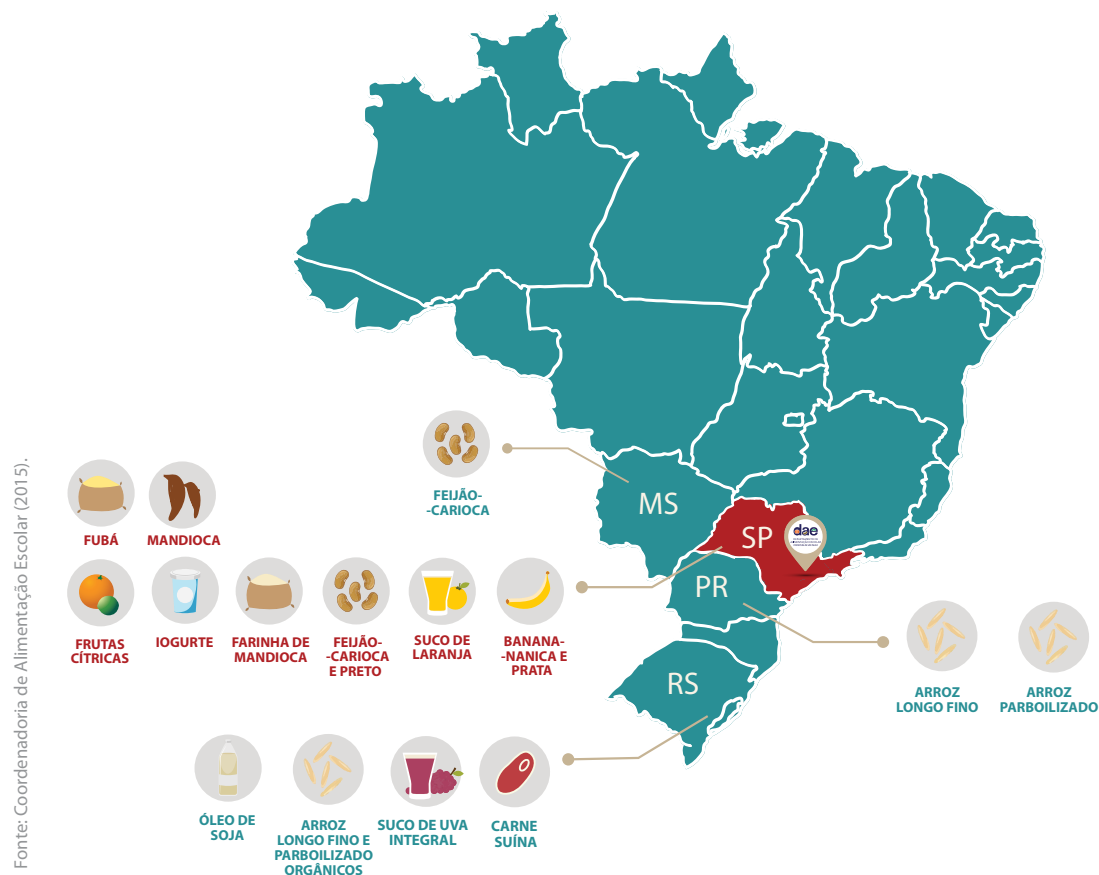 FEIJÃO-
-CARIOCA
MS
FUBÁ
MANDIOCA
SP
dae
PR
FRUTAS
CÍTRICAS
IOGURTE
FARINHA DE
MANDIOCA
FEIJÃO-
-CARIOCA
E PRETO
SUCO DE
LARANJA
BANANA-
-NANICA E
PRATA
ARROZ
LONGO FINO
ARROZ
PARBOILIZADO
RS
ÓLEO DE
SOJA
ARROZ
LONGO FINO E
PARBOILIZADO
ORGÂNICOS
SUCO DE UVA
INTEGRAL
CARNE
SUÍNA
Fonte: Coordenadoria de Alimentação Escolar (2015).